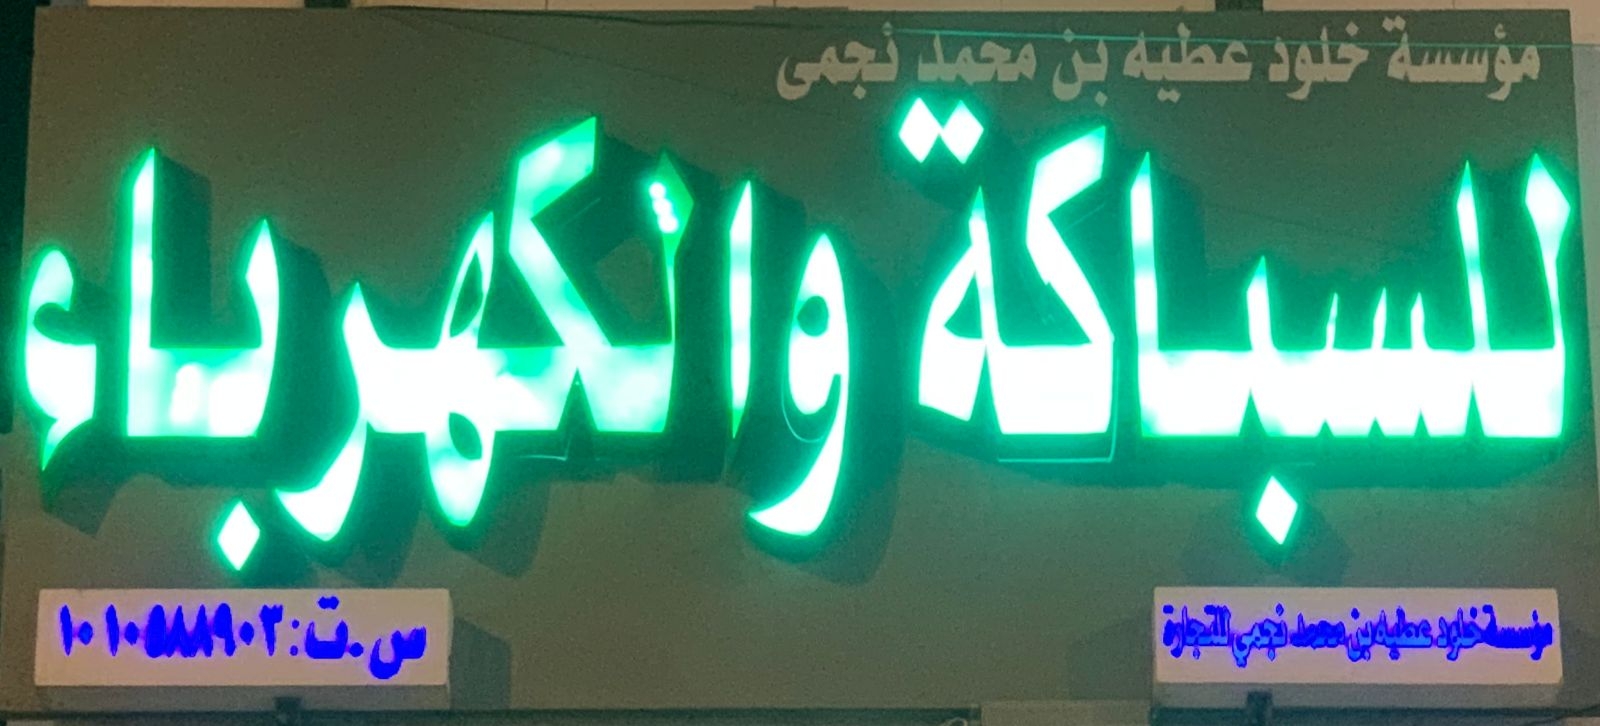 مؤسسة خلود عطيه بن محمد نجمى
للسباكة والكهرباء
مؤسسة خلود عطيه بن محمد نجمي للتجارة
س.ت: ١٠١٠٥٨٨٩٠٣